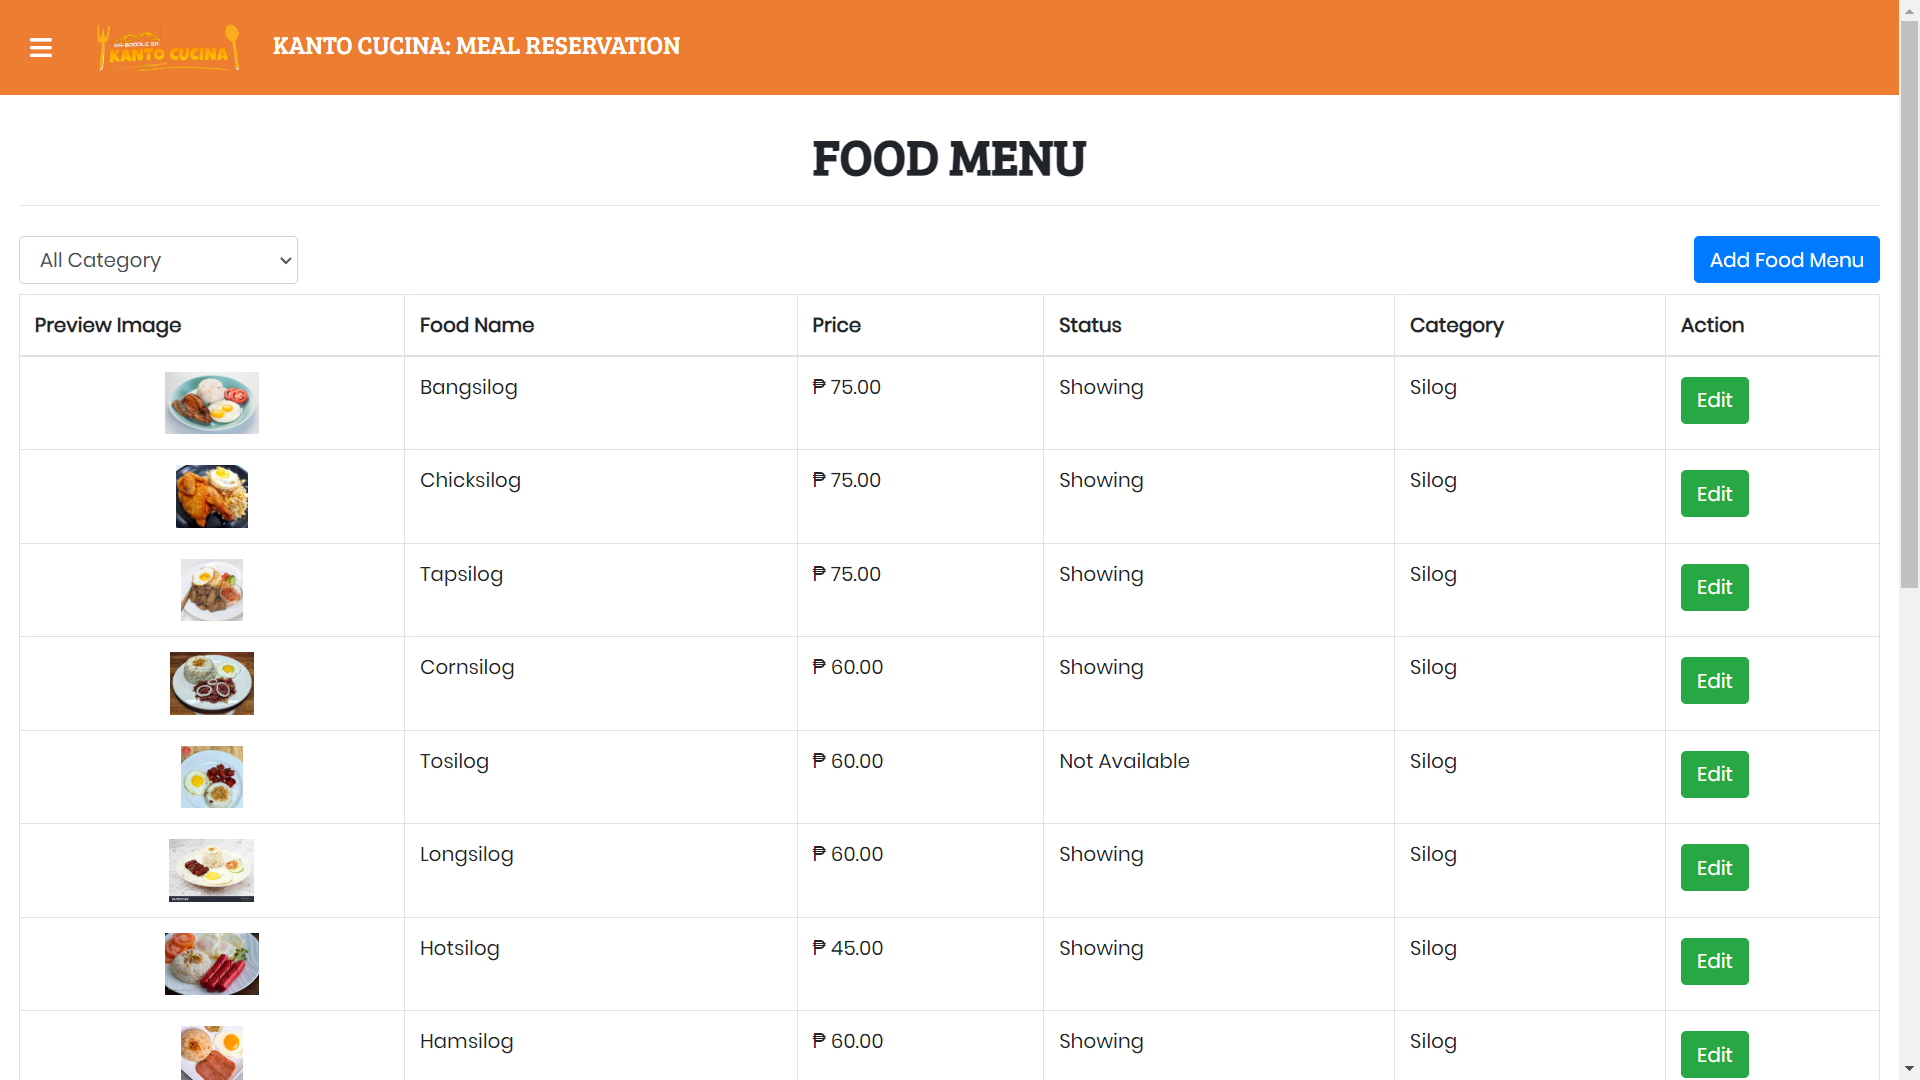 KA-BOODLE SA
KANTO CUCINA
KANTO CUCINA: MEAL RESERVATION
FOOD MENU
All Category
Add Food Menu
Preview Image Food Name Price Status Category Action
Bangsilog ₱ 75.00 Showing Silog Edit
Chicksilog ₱ 75.00 Showing Silog Edit
Tapsilog ₱ 75.00 Showing Silog Edit
Cornsilog ₱ 60.00 Showing Silog Edit
Tosilog ₱ 60.00 Not Available Silog Edit
Longsilog ₱ 60.00 Showing Silog Edit
Hotsilog ₱ 45.00 Showing Silog Edit
Hamsilog ₱ 60.00 Showing Silog Edit